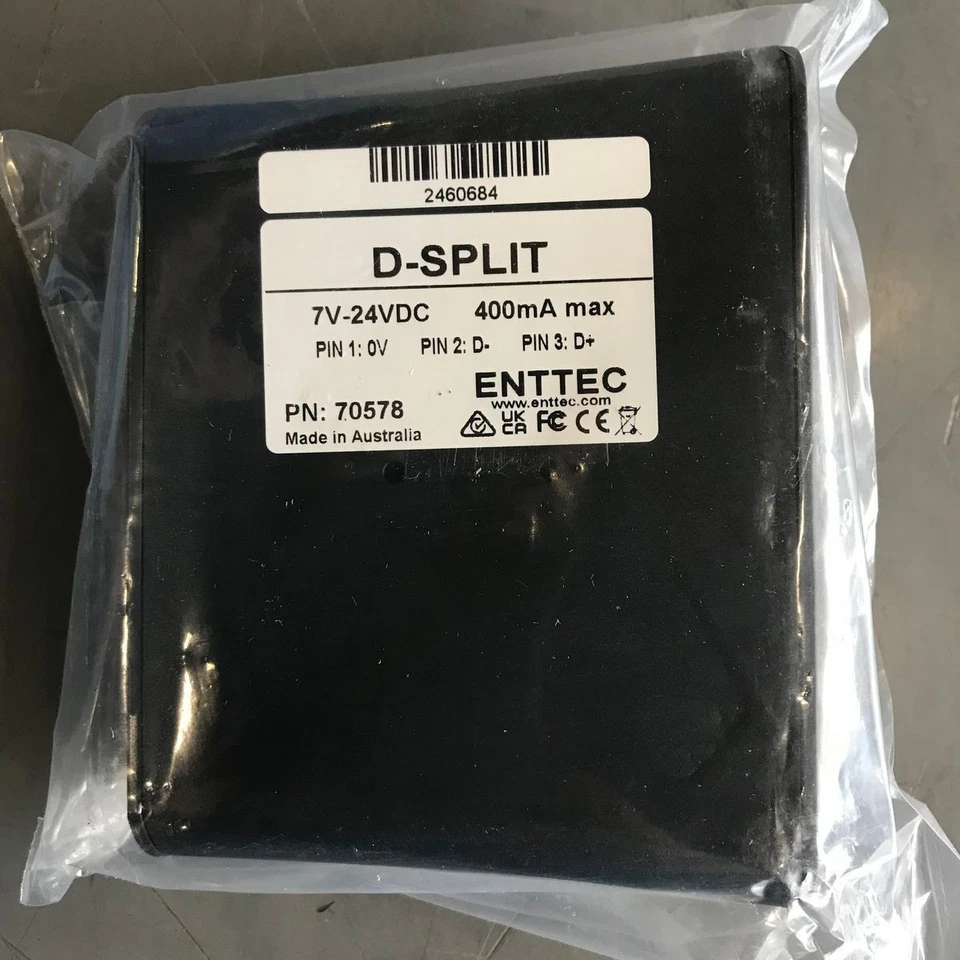 2460684
D-SPLIT
7V-24VDC 400mA max
PIN 1: 0V PIN 2: D- PIN 3: D+
ENTTEC
www.enttec.com
PN: 70578 UK CA FC CE
Made in Australia